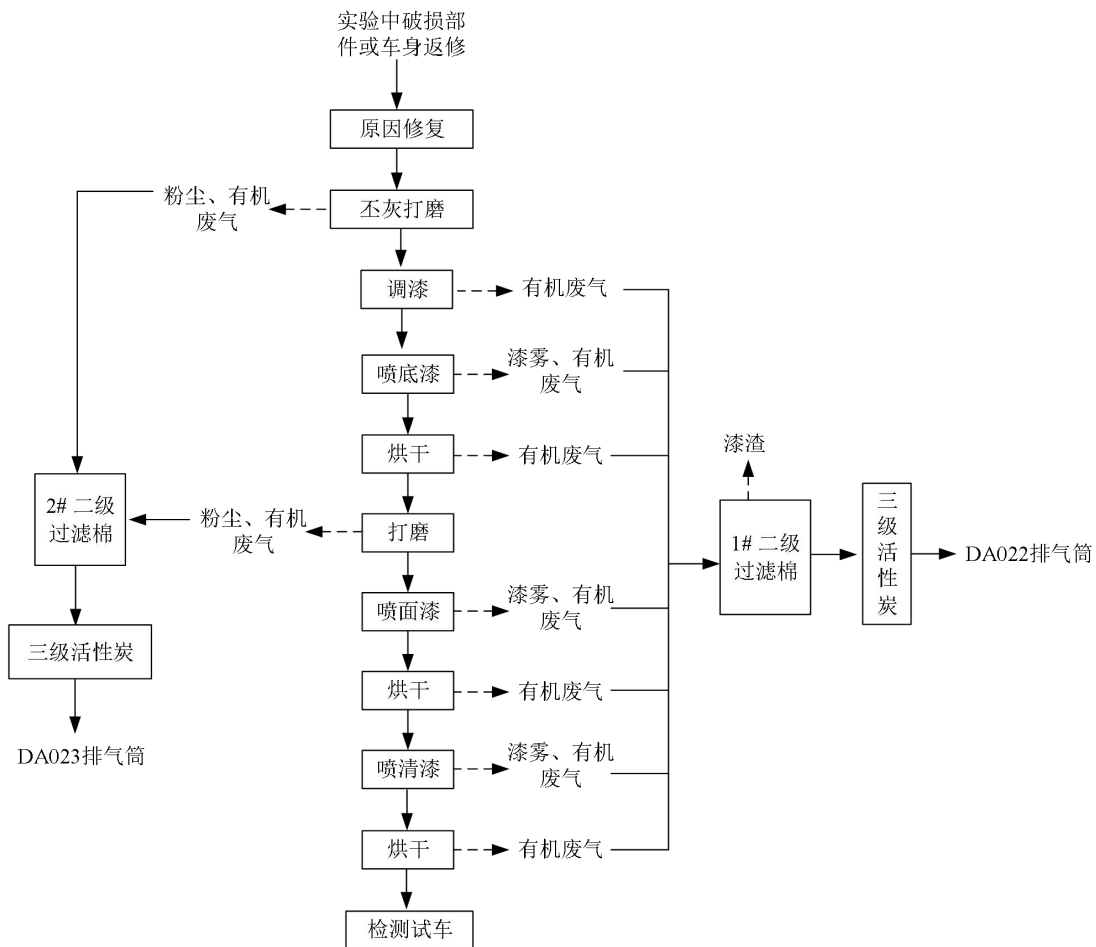 实验中破损部
件或车身返修
原因修复
粉尘、有机
废气
丕灰打磨
调漆
有机废气
喷底漆
漆雾、有机
废气
烘干
有机废气
漆渣
2# 二级
过滤棉
粉尘、有机
废气
打磨
1# 二级
过滤棉
三级活性炭
DA022排气筒
喷面漆
漆雾、有机
废气
三级活性炭
烘干
有机废气
DA023排气筒
喷清漆
漆雾、有机
废气
烘干
有机废气
检测试车